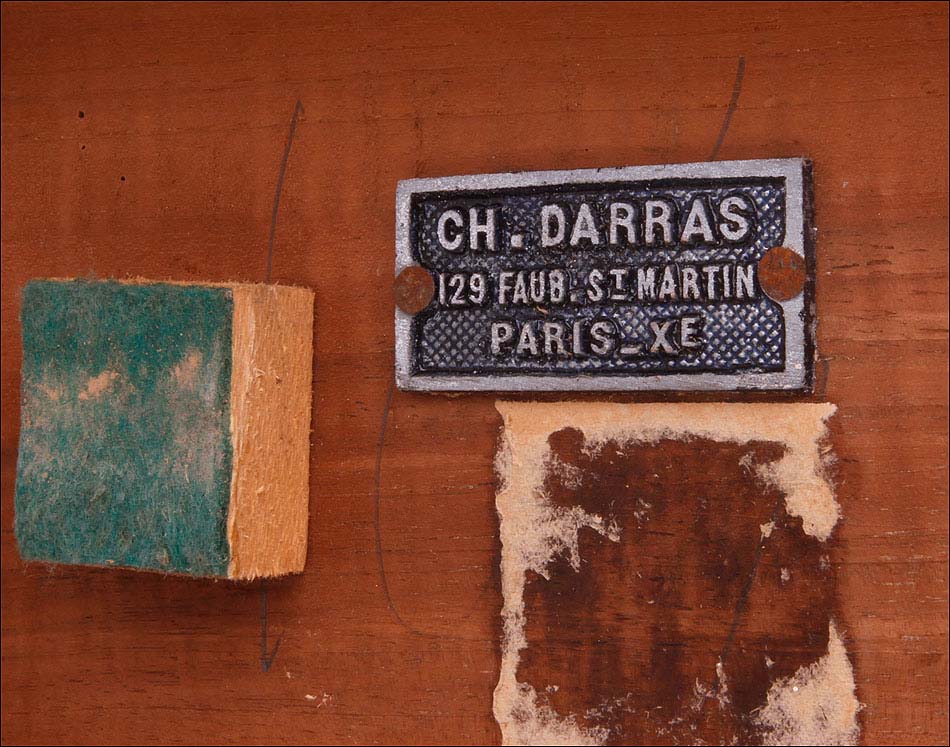 CH. DARRAS
129 FAUB. ST MARTIN
PARIS_XE